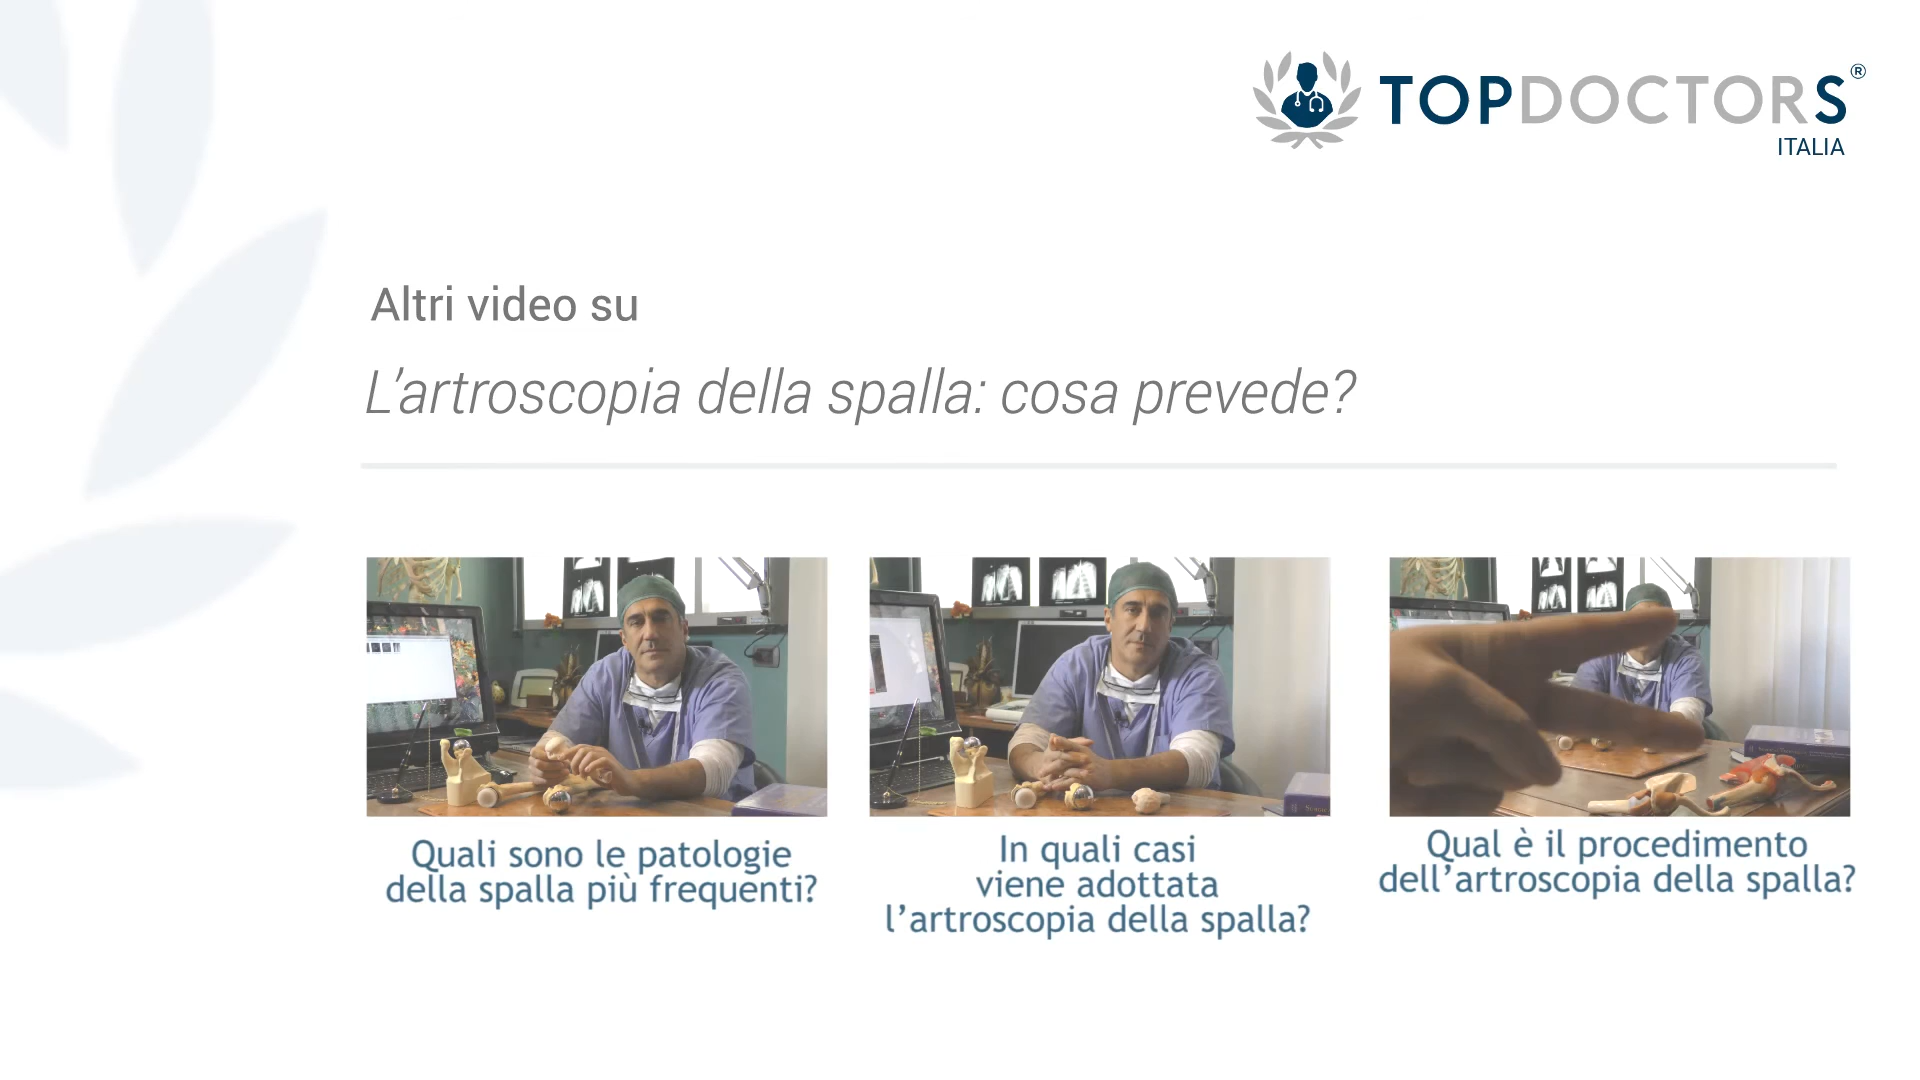 TOPDOCTORS®
ITALIA
Altri video su
L’artroscopia della spalla: cosa prevede?
Quali sono le patologie
della spalla più frequenti?
In quali casi
viene adottata
l’artroscopia della spalla?
Qual è il procedimento
dell’artroscopia della spalla?